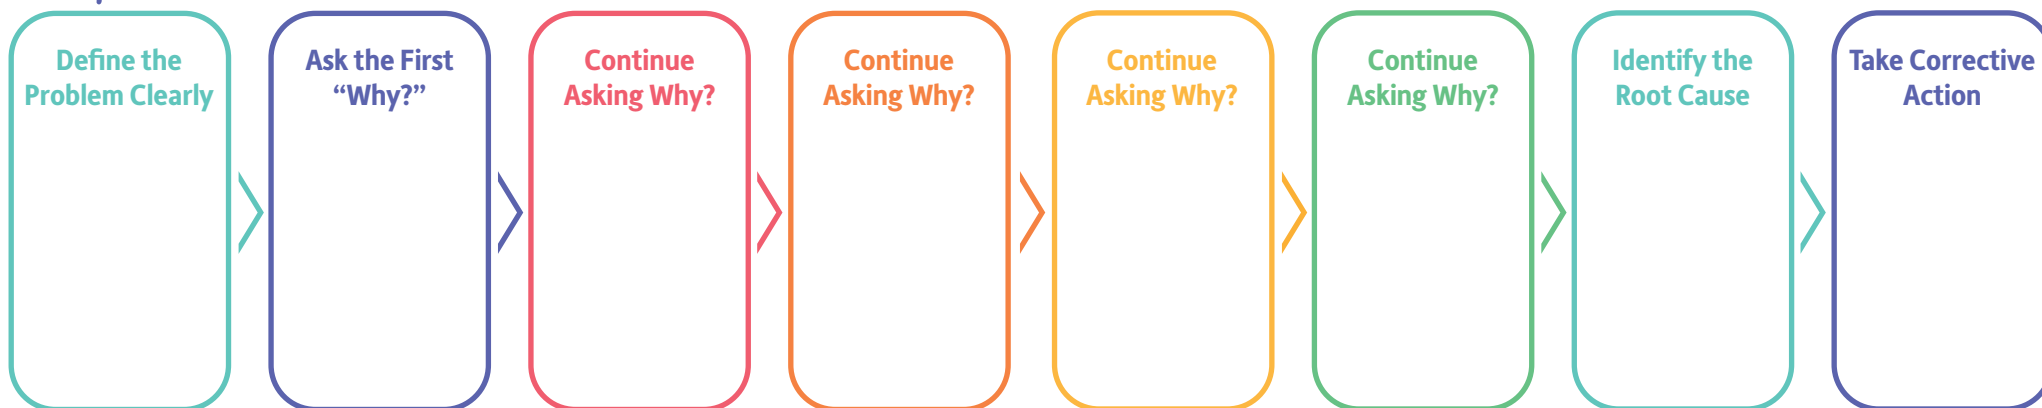 Define the
Problem Clearly
Ask the First
“Why?”
Continue
Asking Why?
Continue
Asking Why?
Continue
Asking Why?
Continue
Asking Why?
Identify the
Root Cause
Take Corrective
Action